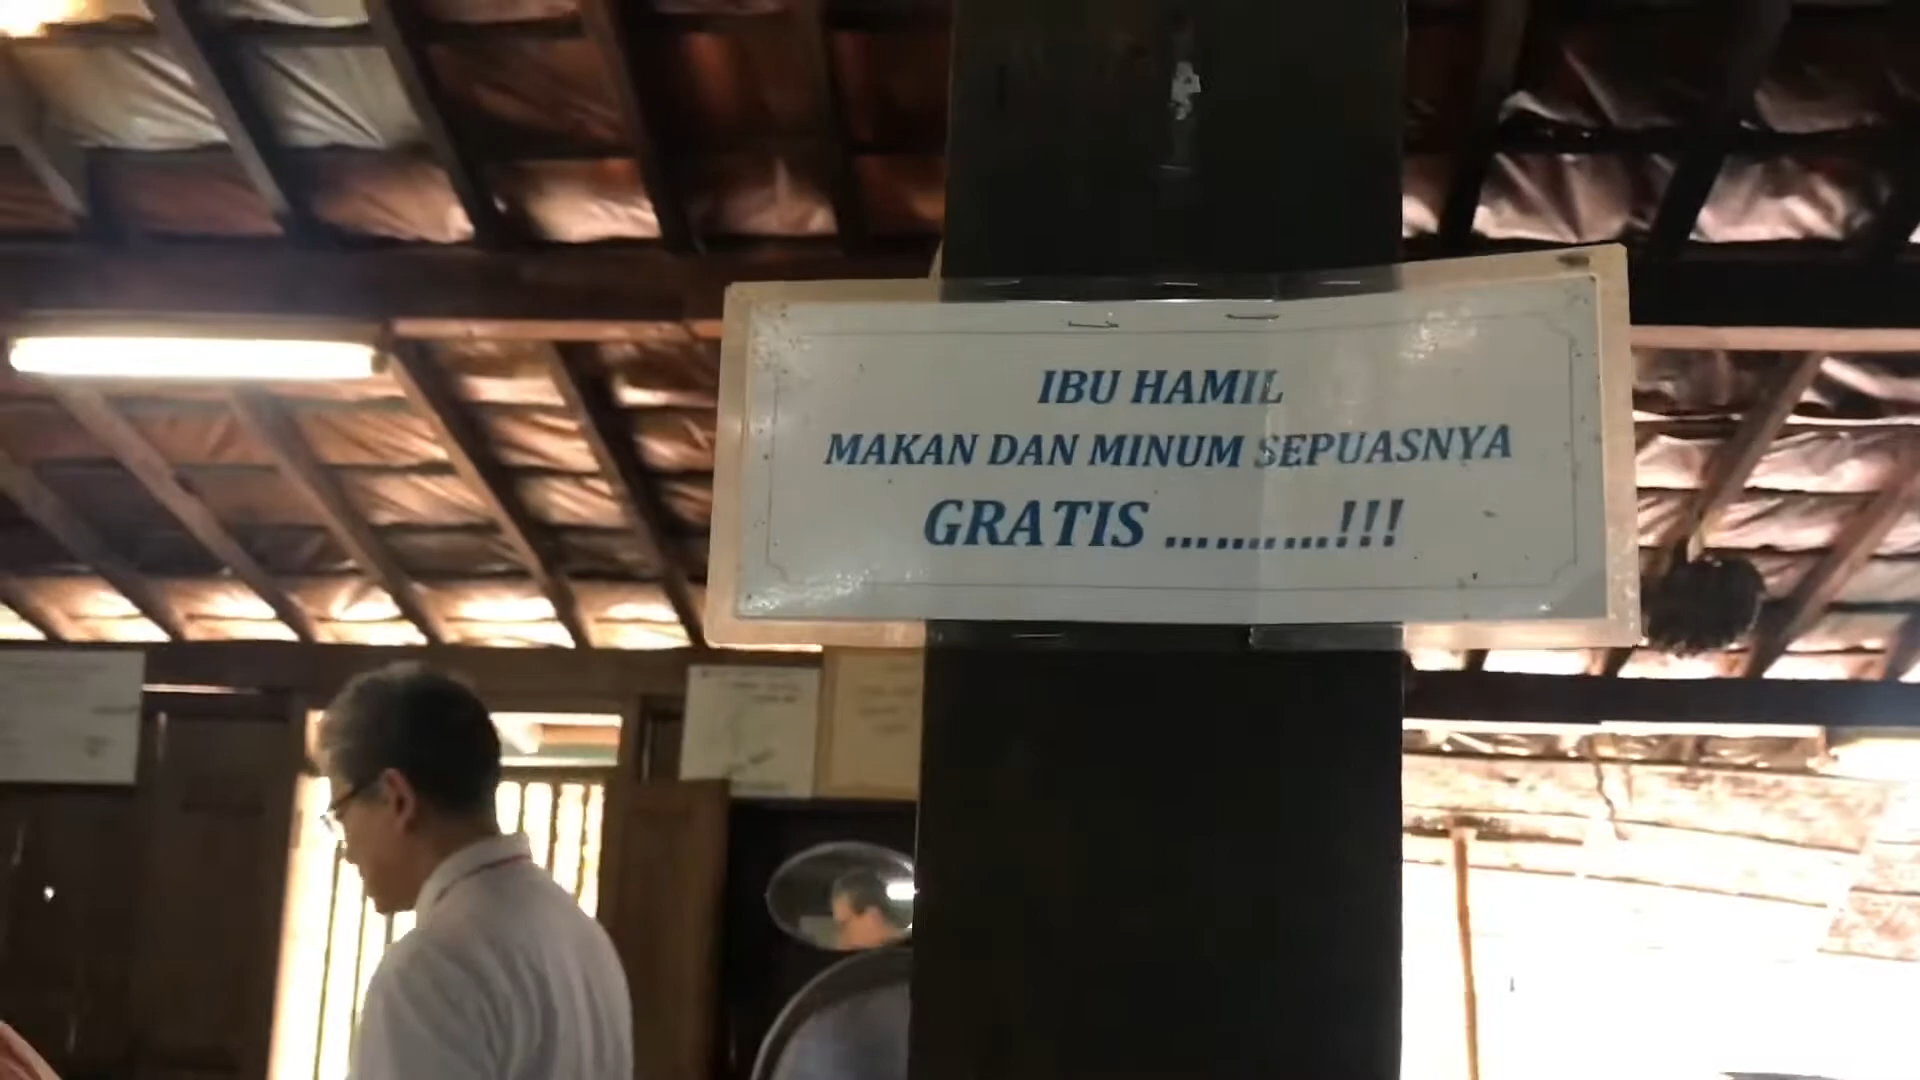 IBU HAMIL
MAKAN DAN MINUM SEPUASNYA
GRATIS ..........!!!